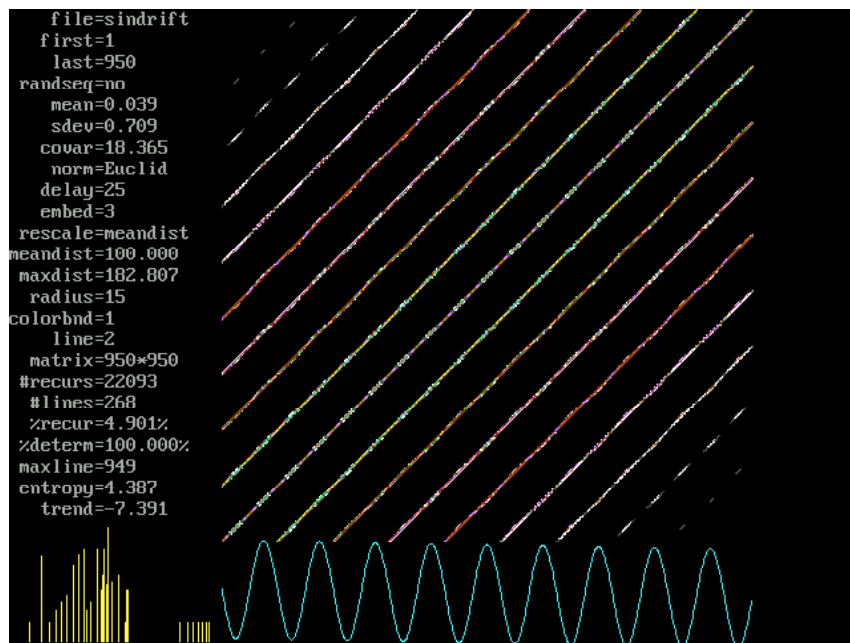 file=sindrift
first=1
last=950
randseq=no
mean=0.039
sdev=0.709
covar=18.365
norm=Euclid
delay=25
embed=3
rescale=meandist
meandist=100.000
maxdist=182.807
radius=15
colorbnd=1
line=2
matrix=950*950
#recurs=22093
#lines=268
%recur=4.901%
%determ=100.000%
maxline=949
entropy=4.387
trend=-7.391